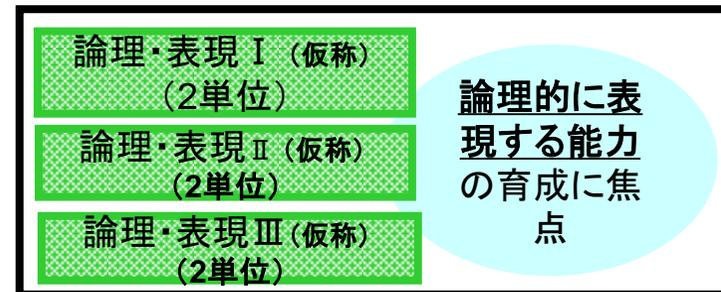 論理・表現Ⅰ（仮称）
（2単位）
論理・表現Ⅱ（仮称）
（2単位）
論理・表現Ⅲ（仮称）
（2単位）
論理的に表
現する能力
の育成に焦
点